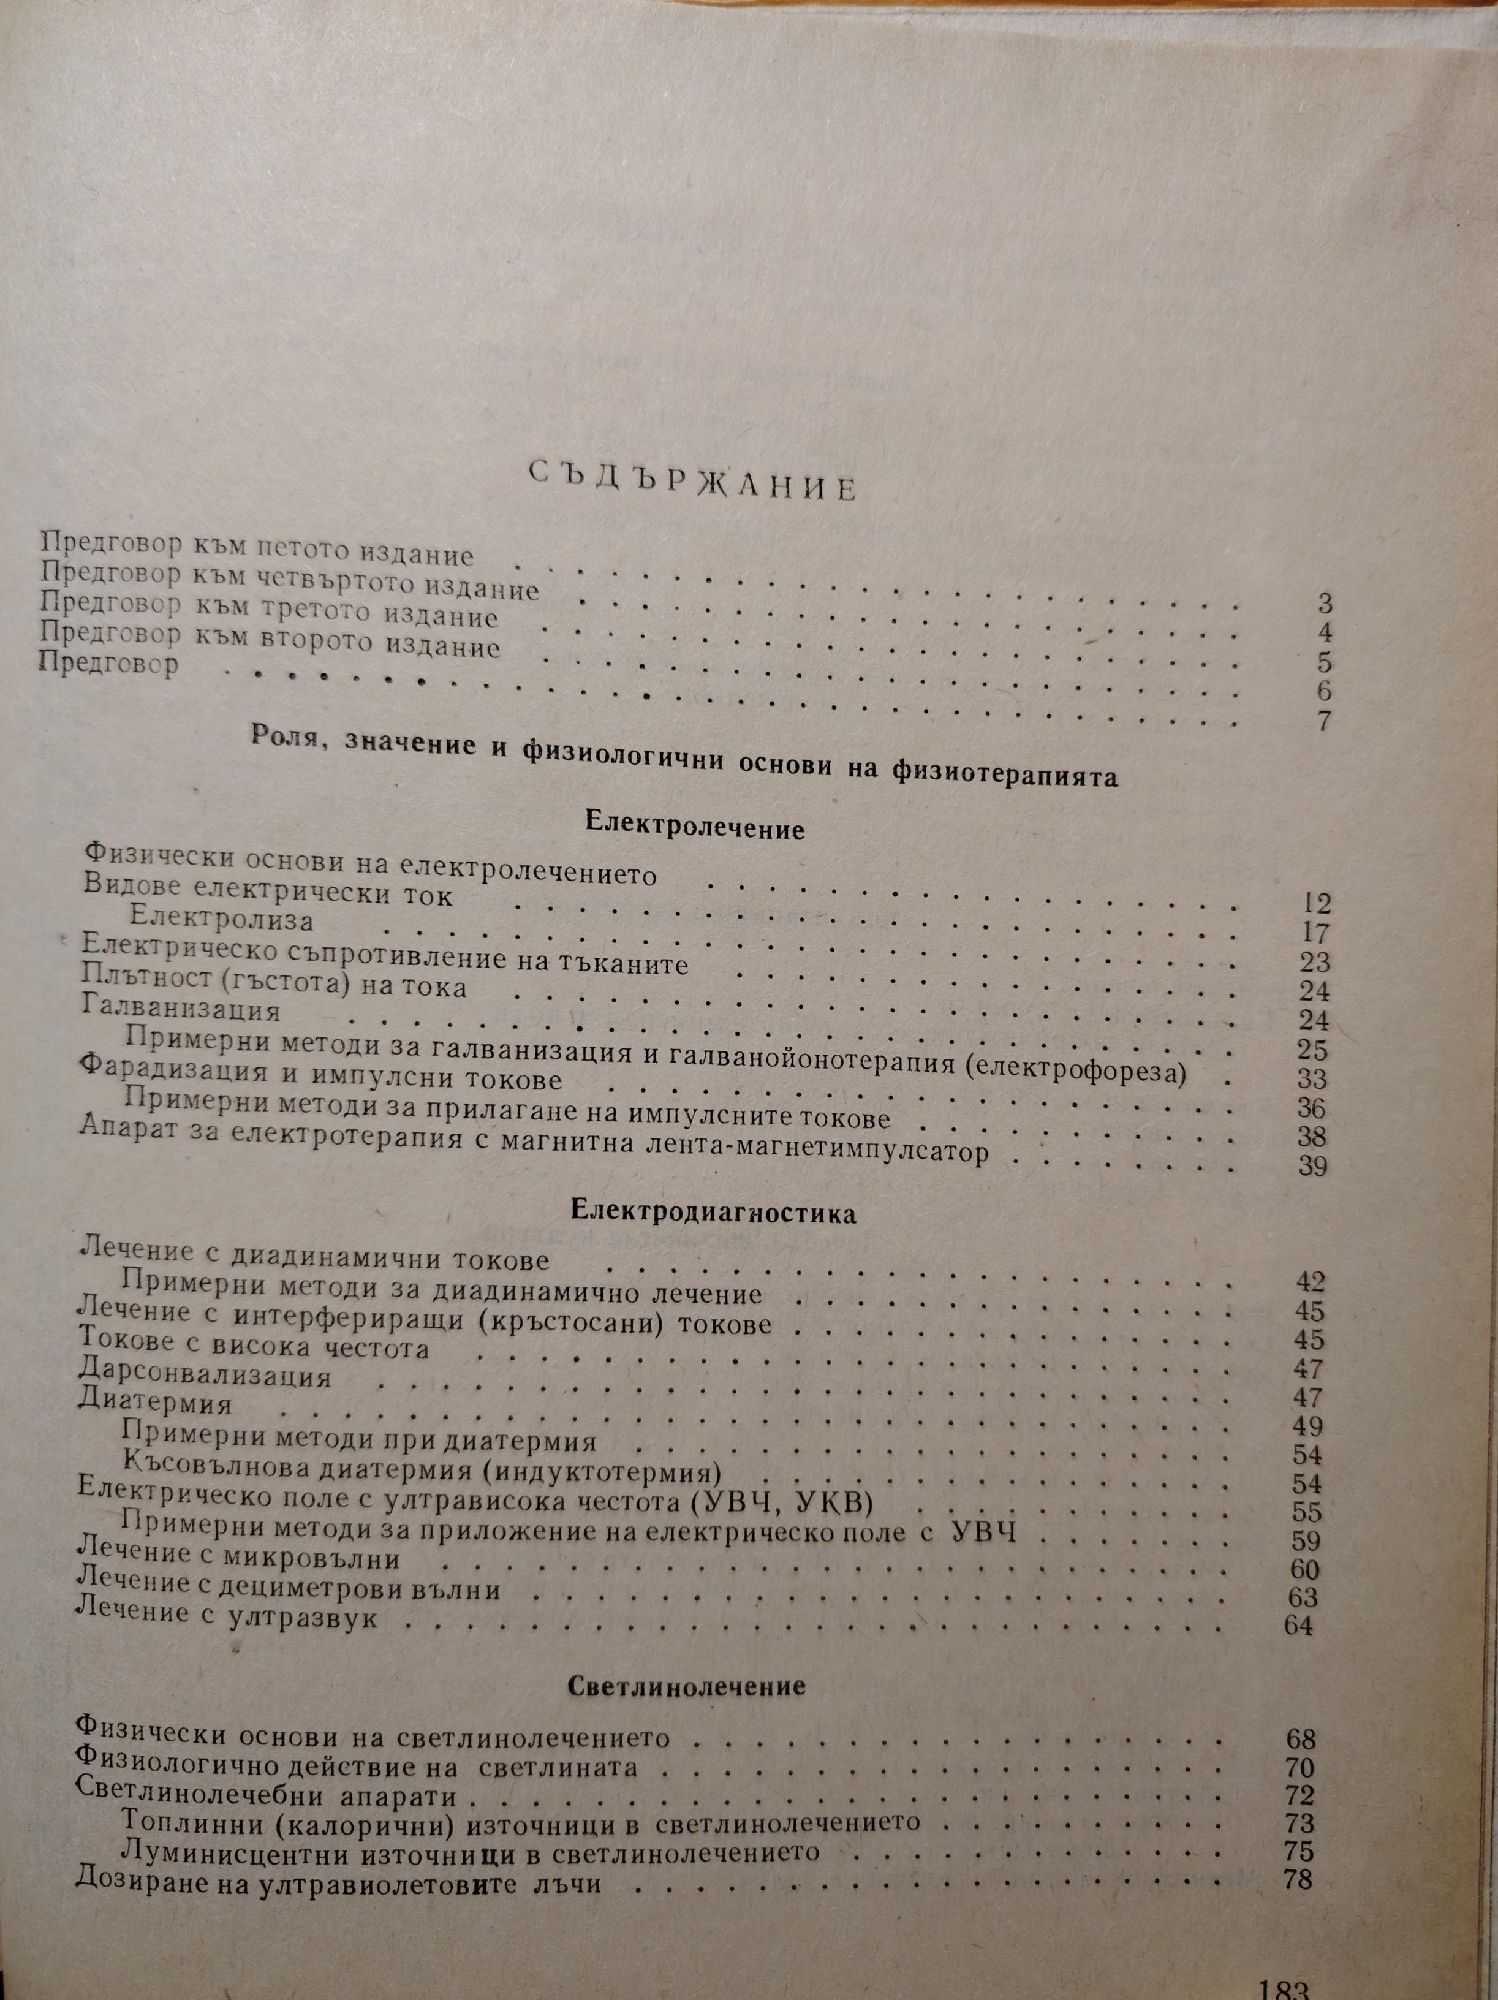 СЪДЪРЖАНИЕ
Предговор към петото издание . . . . . . . . . . 3
Предговор към четвъртото издание . . . . . . . . . . 4
Предговор към третото издание . . . . . . . . . . 5
Предговор към второто издание . . . . . . . . . . 6
Предговор . . . . . . . . . . 7
Роля, значение и физиологични основи на физиотерапията
Електролечение
Физически основи на електролечението . . . . . . . . . . 12
Видове електрически ток . . . . . . . . . . 17
Електролиза . . . . . . . . . . 23
Електрическо съпротивление на тъканите . . . . . . . . . . 24
Плътност (гъстота) на тока . . . . . . . . . . 24
Галванизация . . . . . . . . . . 25
Примерни методи за галванизация и галванойонотерапия (електрофореза) . 33
Фарадизация и импулсни токове . . . . . . . . . . 36
Примерни методи за прилагане на импулсните токове . . . . . . . . . . 38
Апарат за електротерапия с магнитна лента-магнетимпулсатор . . . . . . . . 39
Електродиагностика
Лечение с диадинамични токове . . . . . . . . . . 42
Примерни методи за диадинамично лечение . . . . . . . . . . 45
Лечение с интерфериращи (кръстосани) токове . . . . . . . . . . 45
Токове с висока честота . . . . . . . . . . 47
Дарсонвализация . . . . . . . . . . 47
Диатермия . . . . . . . . . . 49
Примерни методи при диатермия . . . . . . . . . . 54
Късовълнова диатермия (индуктотермия) . . . . . . . . . . 54
Електрическо поле с ултрависока честота (УВЧ, УКВ) . . . . . . . . . . 55
Примерни методи за приложение на електрическо поле с УВЧ . . . . . . . 59
Лечение с микровълни . . . . . . . . . . 60
Лечение с дециметрови вълни . . . . . . . . . . 63
Лечение с ултразвук . . . . . . . . . . 64
Светлинолечение
Физически основи на светлинолечението . . . . . . . . . . 68
Физиологично действие на светлината . . . . . . . . . . 70
Светлинолечебни апарати . . . . . . . . . . 72
Топлинни (калорични) източници в светлинолечението . . . . . . . . . . 73
Луминисцентни източници в светлинолечението . . . . . . . . . . 75
Дозиране на ултравиолетовите лъчи . . . . . . . . . . 78
183